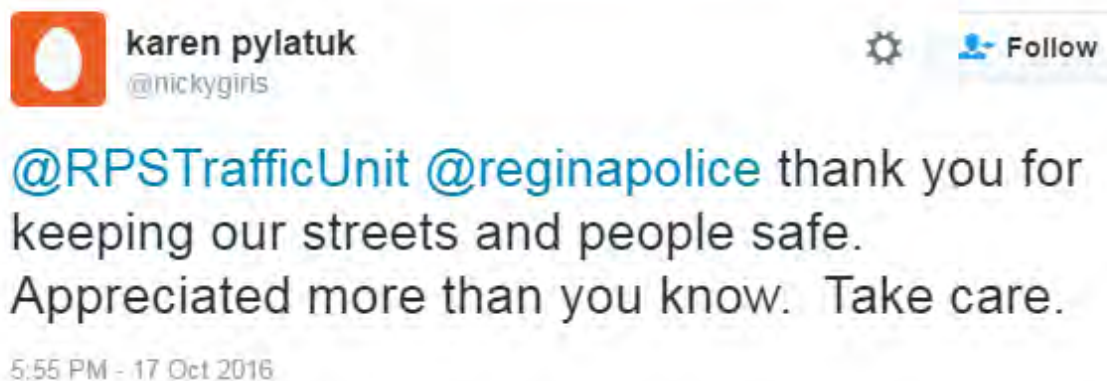 karen pylatuk
@nickygiris
Follow
@RPSTrafficUnit @reginapolice thank you for
keeping our streets and people safe.
Appreciated more than you know. Take care.
5:55 PM - 17 Oct 2016